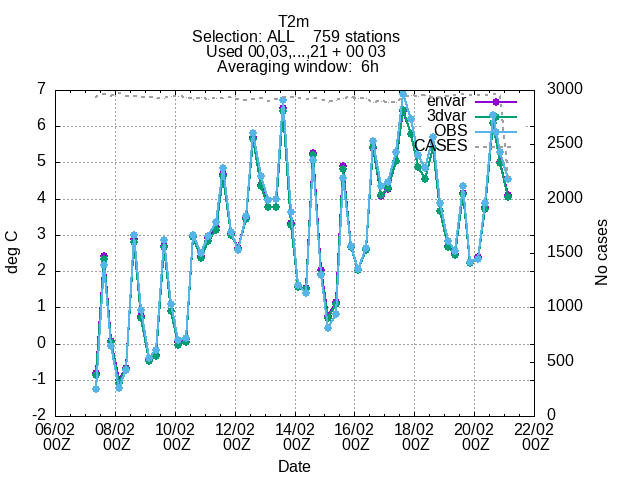 T2m
Selection: ALL 759 stations
Used 00,03,...,21 + 00 03
Averaging window: 6h
7
6
5
4
3
2
1
0
-1
-2
deg C
3000
2500
2000
1500
1000
500
0
No cases
envar
3dvar
OBS
CASES
06/02 08/02 10/02 12/02 14/02 16/02 18/02 20/02 22/02
00Z 00Z 00Z 00Z 00Z 00Z 00Z 00Z 00Z
Date